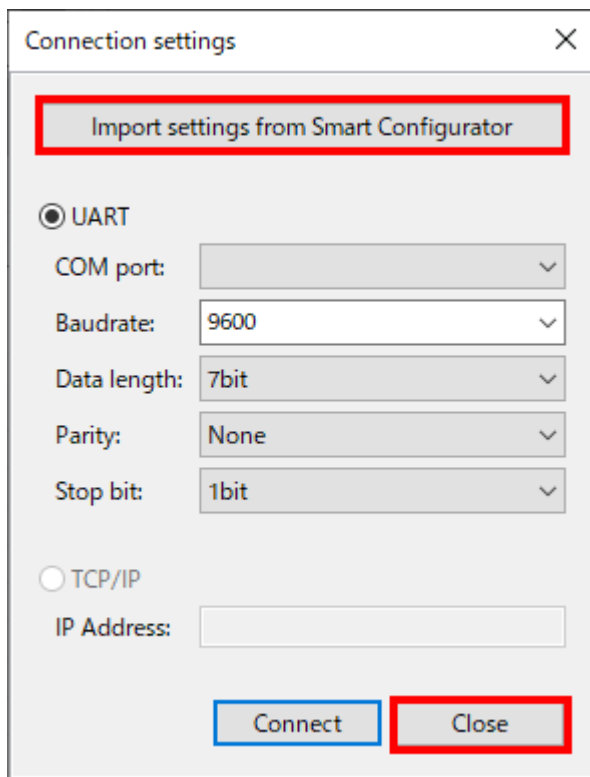 Connection settings
Import settings from Smart Configurator
UART
COM port:
Baudrate: 9600
Data length: 7bit
Parity: None
Stop bit: 1bit
TCP/IP
IP Address:
Connect Close